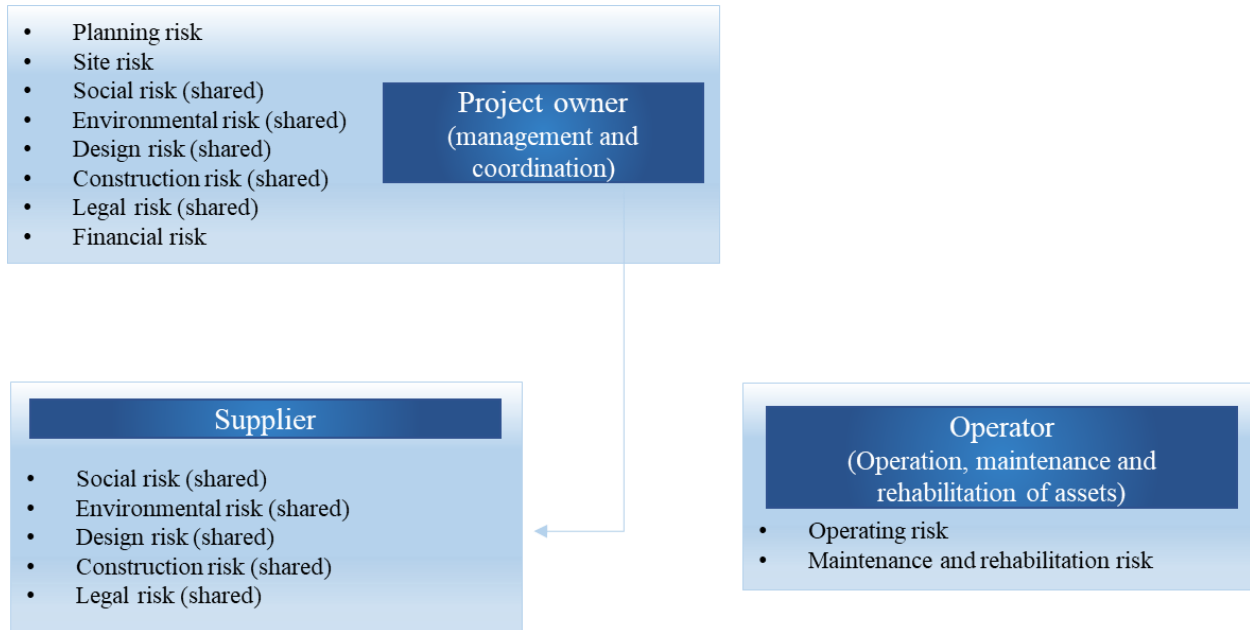 • Planning risk
• Site risk
• Social risk (shared)
• Environmental risk (shared)
• Design risk (shared)
• Construction risk (shared)
• Legal risk (shared)
• Financial risk
Project owner
(management and
coordination)
Supplier
• Social risk (shared)
• Environmental risk (shared)
• Design risk (shared)
• Construction risk (shared)
• Legal risk (shared)
Operator
(Operation, maintenance and
rehabilitation of assets)
• Operating risk
• Maintenance and rehabilitation risk